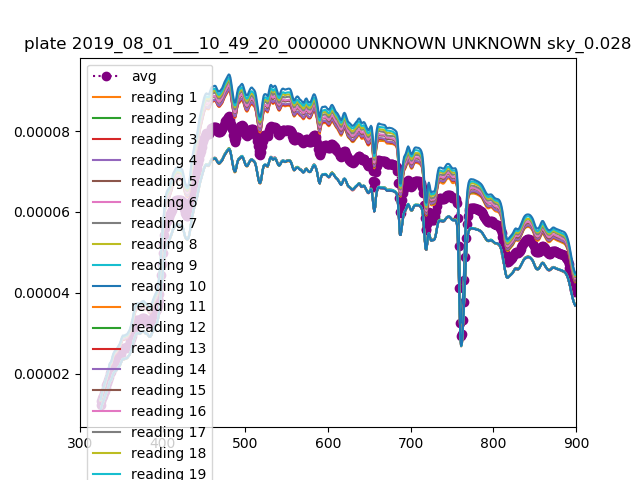 plate 2019_08_01___10_49_20_000000 UNKNOWN UNKNOWN sky_0.028
avg
reading 1
reading 2
reading 3
reading 4
reading 5
reading 6
reading 7
reading 8
reading 9
reading 10
reading 11
reading 12
reading 13
reading 14
reading 15
reading 16
reading 17
reading 18
reading 19
0.00008
0.00006
0.00004
0.00002
300 400 500 600 700 800 900